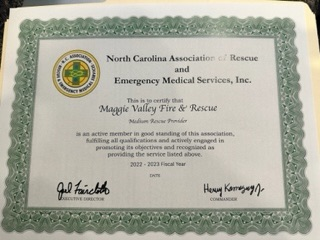 North Carolina Association of Rescue
and
Emergency Medical Services, Inc.
This is to certify that
Maggie Valley Fire & Rescue
Medium Rescue Provider
is an active member in good standing of this association,
fulfilling all qualifications and actively engaged in
promoting its objectives and recognized as
providing the service listed above.
2022 - 2023 Fiscal Year
DATE
EXECUTIVE DIRECTOR
COMMANDER